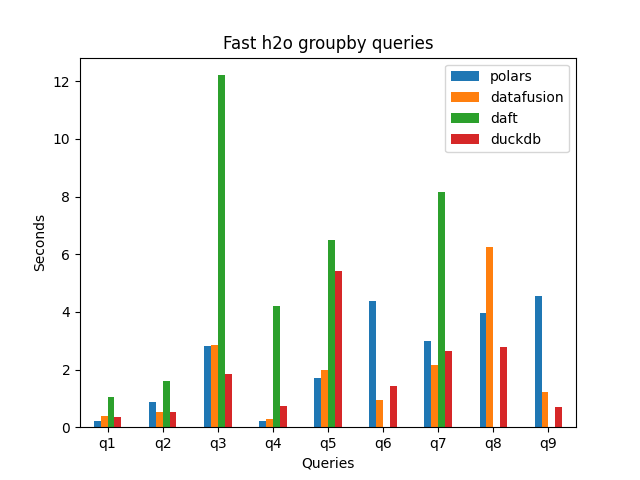 Fast h2o groupby queries
polars
datafusion
daft
duckdb
12
10
8
6
4
2
0
Seconds
q1 q2 q3 q4 q5 q6 q7 q8 q9
Queries